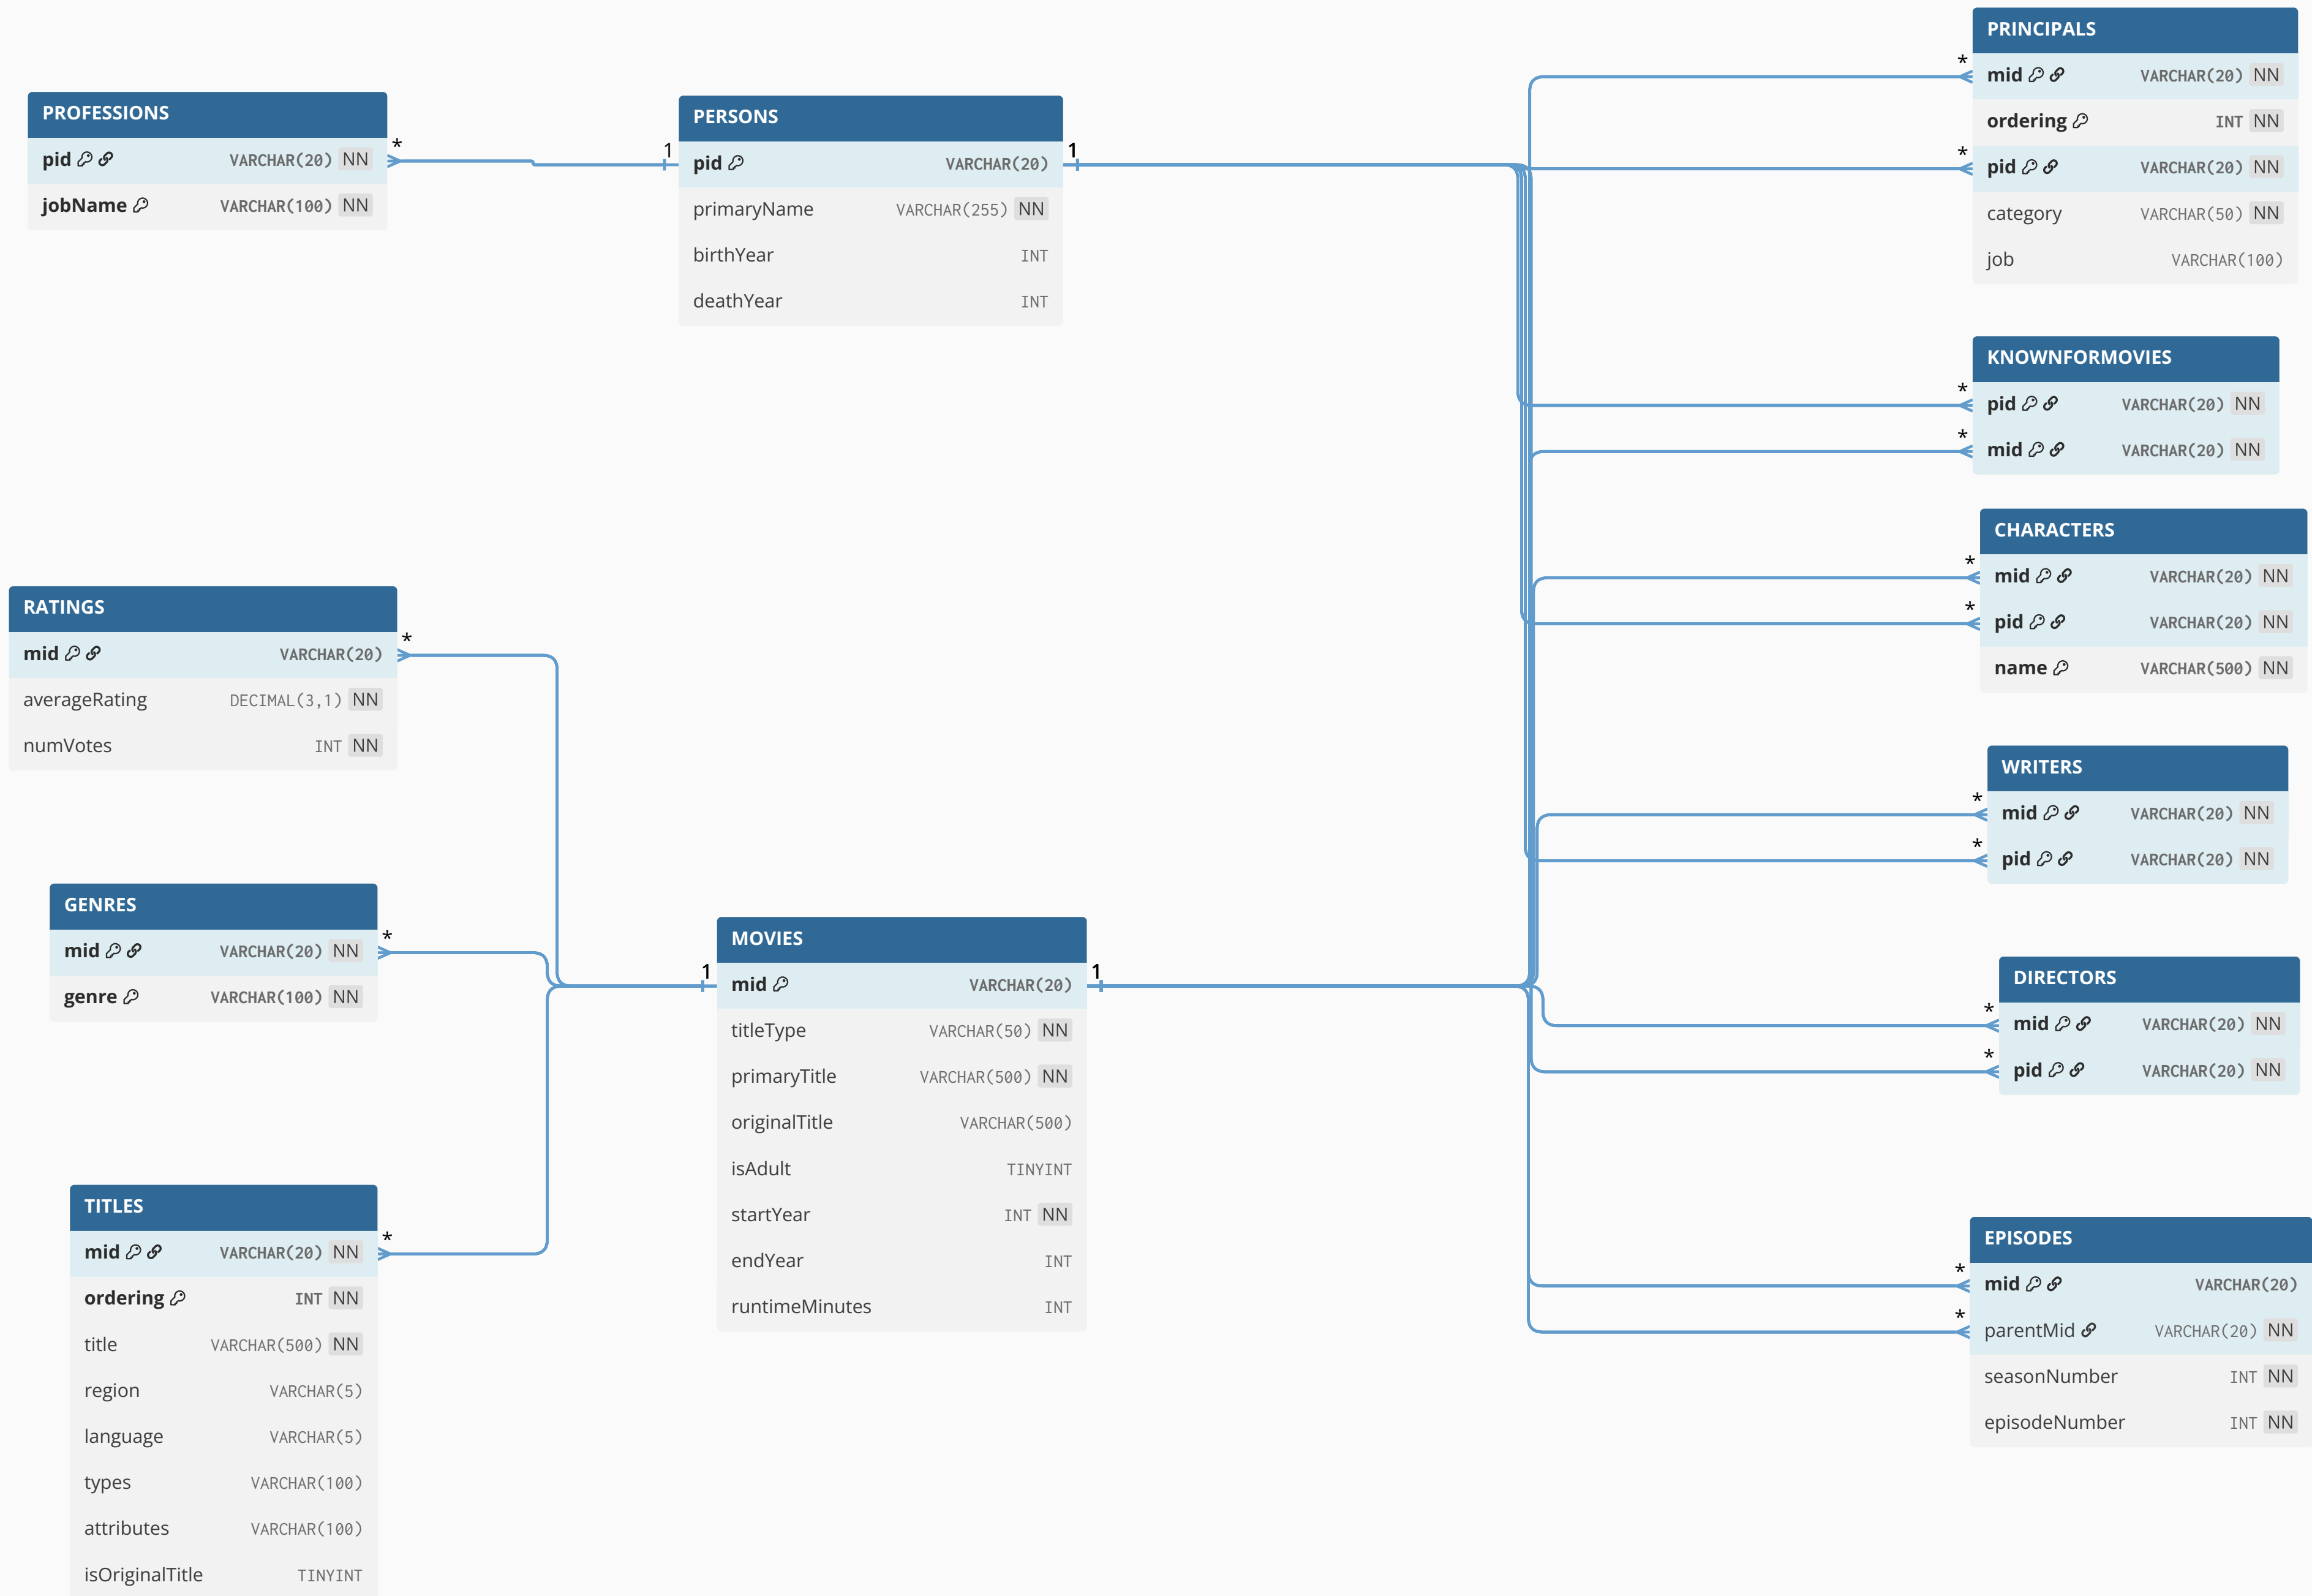 PROFESSIONS
pid VARCHAR(20) NN
jobName VARCHAR(100) NN
*
1
PERSONS
pid VARCHAR(20)
primaryName VARCHAR(255) NN
birthYear INT
deathYear INT
1
PRINCIPALS
* mid VARCHAR(20) NN
ordering INT NN
* pid VARCHAR(20) NN
category VARCHAR(50) NN
job VARCHAR(100)
KNOWNFORMOVIES
* pid VARCHAR(20) NN
* mid VARCHAR(20) NN
CHARACTERS
* mid VARCHAR(20) NN
* pid VARCHAR(20) NN
name VARCHAR(500) NN
RATINGS
mid VARCHAR(20) *
averageRating DECIMAL(3,1) NN
numVotes INT NN
WRITERS
* mid VARCHAR(20) NN
* pid VARCHAR(20) NN
GENRES
mid VARCHAR(20) NN *
genre VARCHAR(100) NN
1
MOVIES
mid VARCHAR(20)
titleType VARCHAR(50) NN
primaryTitle VARCHAR(500) NN
originalTitle VARCHAR(500)
isAdult TINYINT
startYear INT NN
endYear INT
runtimeMinutes INT
1
DIRECTORS
* mid VARCHAR(20) NN
* pid VARCHAR(20) NN
TITLES
mid VARCHAR(20) NN *
ordering INT NN
title VARCHAR(500) NN
region VARCHAR(5)
language VARCHAR(5)
types VARCHAR(100)
attributes VARCHAR(100)
isOriginalTitle TINYINT
EPISODES
* mid VARCHAR(20)
* parentMid VARCHAR(20) NN
seasonNumber INT NN
episodeNumber INT NN